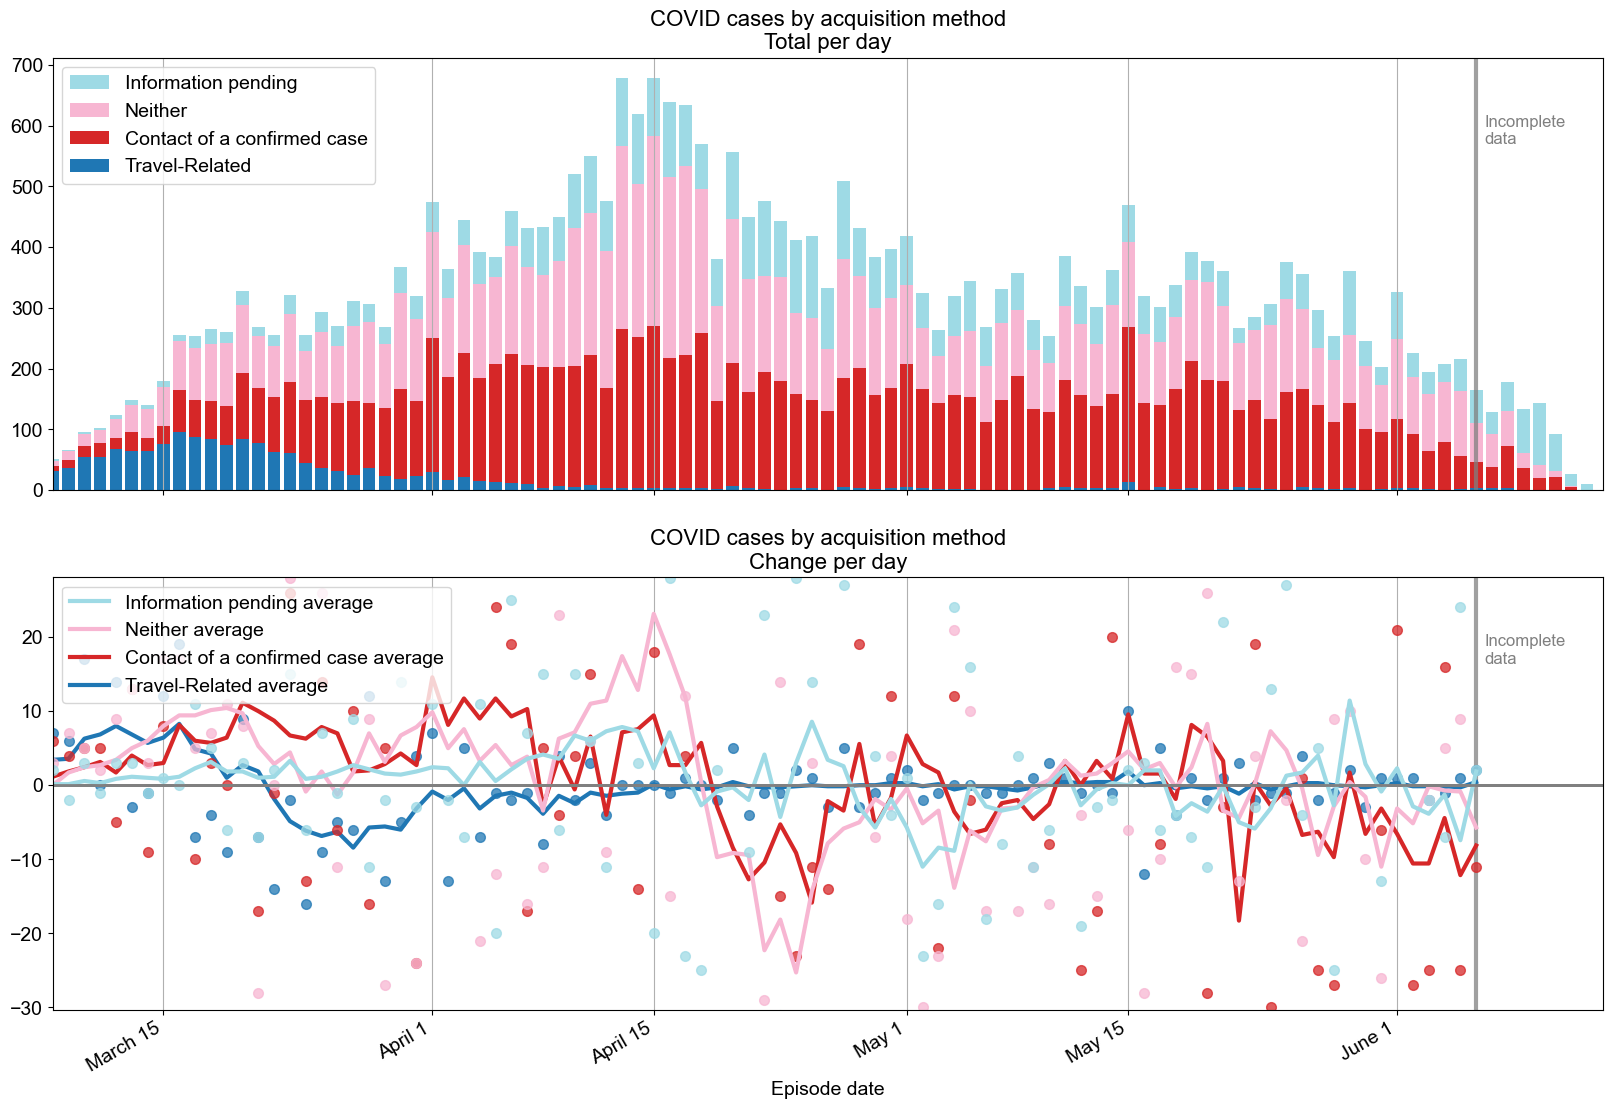 COVID cases by acquisition method
Total per day
700
600
500
400
300
200
100
0
Information pending
Neither
Contact of a confirmed case
Travel-Related
Incomplete
data
COVID cases by acquisition method
Change per day
20
10
0
−10
−20
−30
Information pending average
Neither average
Contact of a confirmed case average
Travel-Related average
Incomplete
data
March 15
April 1
April 15
May 1
May 15
June 1
Episode date